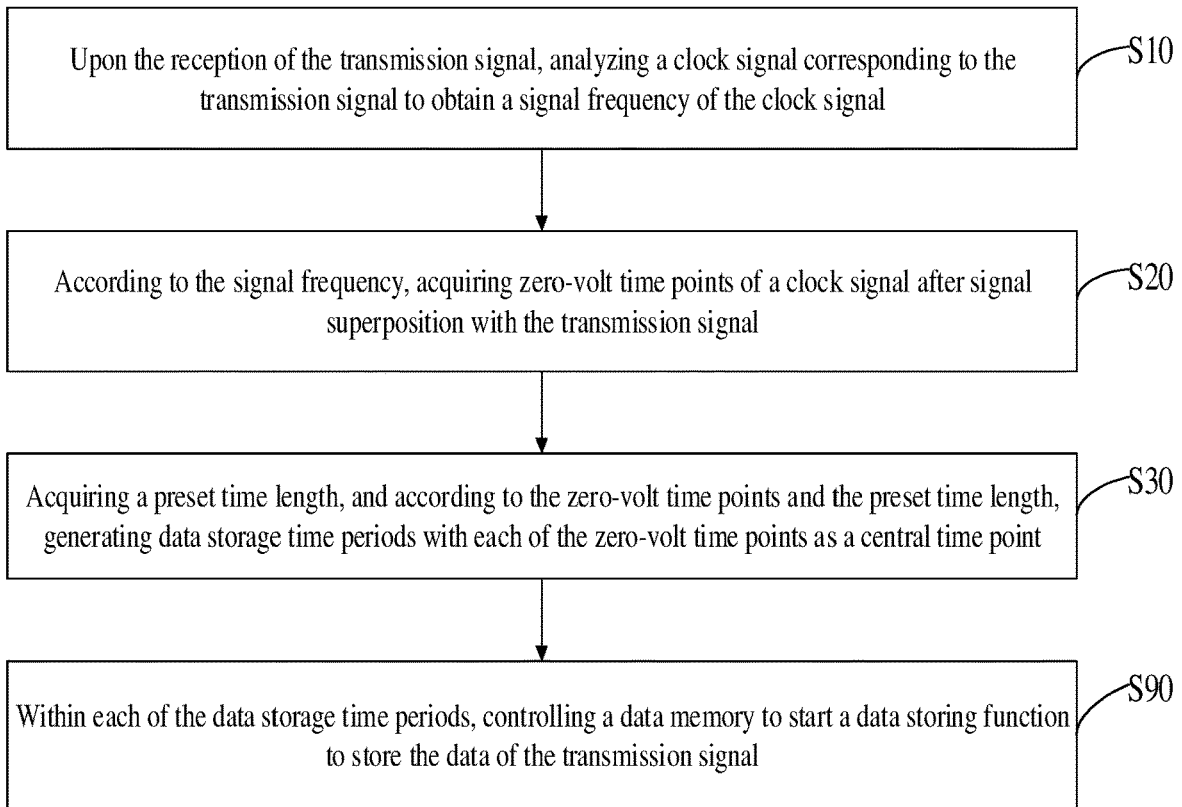 Upon the reception of the transmission signal, analyzing a clock signal corresponding to the
transmission signal to obtain a signal frequency of the clock signal
S10
According to the signal frequency, acquiring zero-volt time points of a clock signal after signal
superposition with the transmission signal
S20
Acquiring a preset time length, and according to the zero-volt time points and the preset time length,
generating data storage time periods with each of the zero-volt time points as a central time point
S30
Within each of the data storage time periods, controlling a data memory to start a data storing function
to store the data of the transmission signal
S90